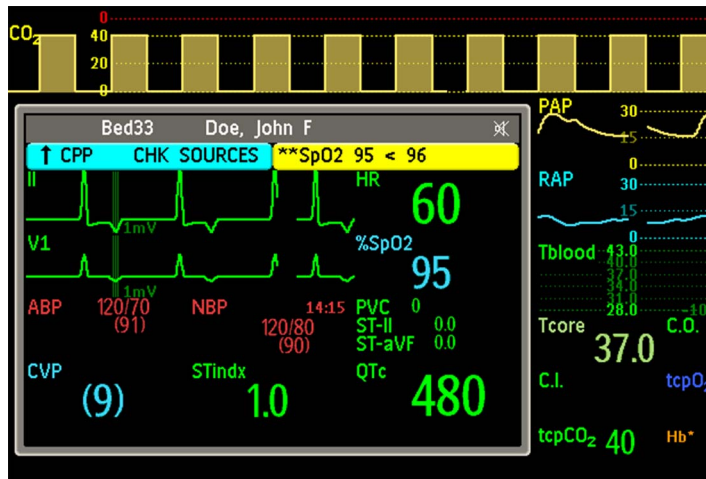 0
CO₂ 40
20
0
Bed33 Doe, John F
↑ CPP CHK SOURCES **SpO2 95 < 96
II
1mV
HR 60
V1
1mV
%SpO2 95
ABP 120/70 (91)
NBP 14:15 120/80 (90)
PVC 0
ST-II 0.0
ST-aVF 0.0
CVP (9)
STindx 1.0
QTc 480
PAP 30
15
0
RAP 30
15
0
Tblood 43.0
40.0
37.0
34.0
31.0
28.0
Tcore 37.0
C.O.
C.I.
tcpO₂
tcpCO₂ 40
Hb*